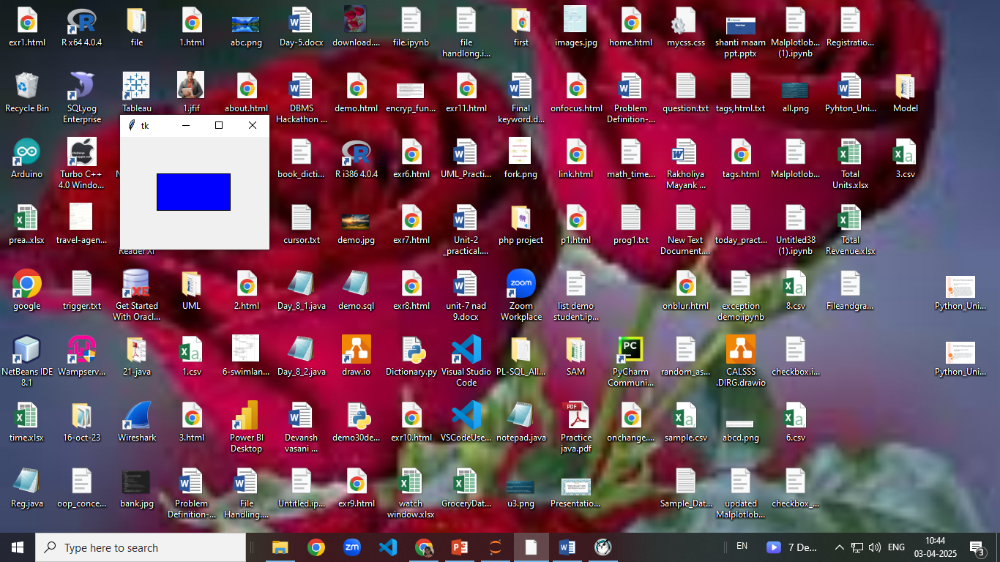 exr1.html
R x64 4.0.4
file
1.html
abc.png
Day-5.docx
download....
file.ipynb
file
handlong.i...
first
images.jpg
home.html
mycss.css
shanti maam
ppt.pptx
Malplotlob...
(1).ipynb
Registratio...
Recycle Bin
SQLyog
Enterprise
Tableau
1.jfif
about.html
DBMS
Hackathon ...
demo.html
encryp_fun...
exr11.html
Final
keyword.d...
onfocus.html
Problem
Definition-...
question.txt
tags,html.txt
all.png
Pyhton_Uni...
Model
tk
Arduino
Turbo C++
4.0 Windo...
book_dicti...
R i386 4.0.4
exr6.html
UML_Practi...
fork.png
link.html
math_time...
Rakholiya
Mayank ...
tags.html
Malplotlob...
Total
Units.xlsx
3.csv
prea..xlsx
travel-agen...
Reader XI
cursor.txt
demo.jpg
exr7.html
Unit-2
_practical....
php project
p1.html
prog1.txt
New Text
Document....
today_pract...
Untitled38
(1).ipynb
Total
Revenue.xlsx
google
trigger.txt
Get Started
With Oracl...
UML
2.html
Day_8_1.java
demo.sql
exr8.html
unit-7 nad
9.docx
zoom
Zoom
Workplace
list demo
student.ip...
onblur.html
exception
demo.ipynb
8.csv
Fileandgra...
Python_Uni...
NetBeans IDE
8.1
Wampserv...
21-java
1.csv
6-swimlan...
Day_8_2.java
draw.io
Dictionary.py
Visual Studio
Code
PL-SQL_All...
SAM
PC
PyCharm
Communi...
random_as...
CALSSS
.DIRG.drawio
checkbox.i...
Python_Uni...
time.xlsx
16-oct-23
Wireshark
3.html
Power BI
Desktop
Devansh
vasani ...
demo30de...
exr10.html
VSCodeUse...
notepad.java
PDF
Practice
java.pdf
onchange....
sample.csv
abcd.png
6.csv
Reg.java
oop_conce...
bank.jpg
Problem
Definition-...
File
Handling....
Untitled.ip...
exr9.html
watch
window.xlsx
GroceryDat...
u3.png
Presentatio...
Sample_Dat...
updated
Malplotlob...
checkbox_...
Type here to search
zm
EN
7 De...
ENG
10:44
03-04-2025
3